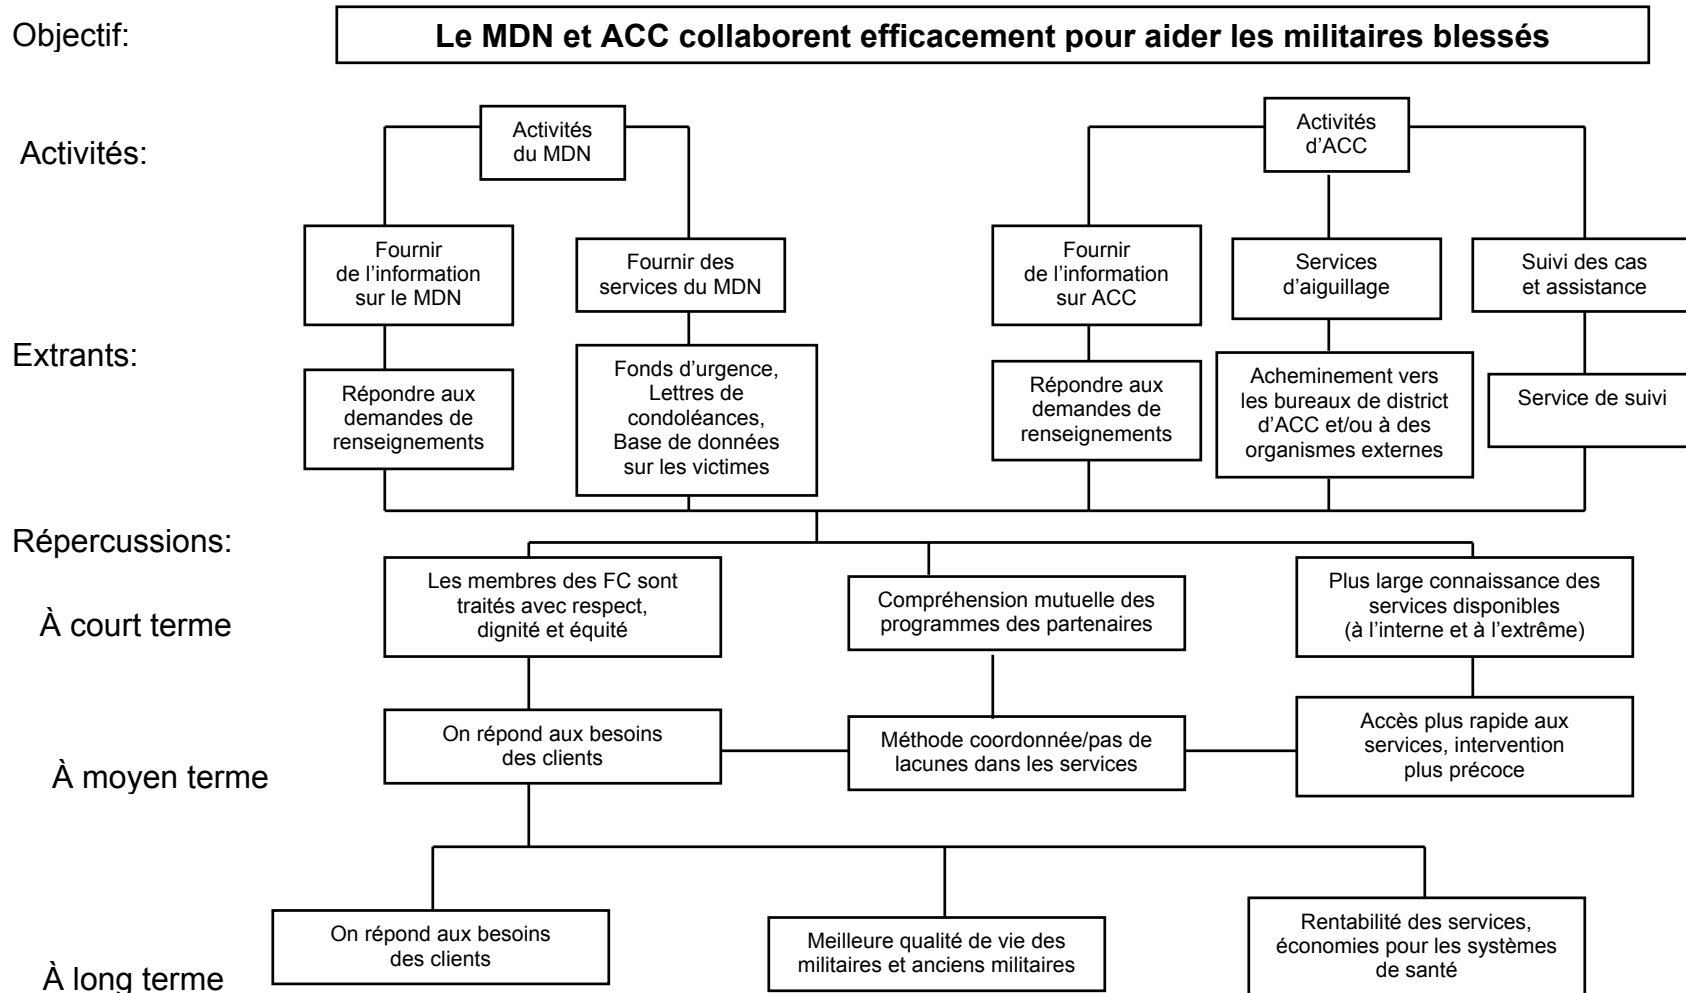 Objectif:
Le MDN et ACC collaborent efficacement pour aider les militaires blessés
Activités:
Activités
du MDN
Activités
d'ACC
Fournir
de l'information
sur le MDN
Fournir des
services du MDN
Fournir
de l'information
sur ACC
Services
d'aiguillage
Suivi des cas
et assistance
Extrants:
Répondre aux
demandes de
renseignements
Fonds d'urgence,
Lettres de
condoléances,
Base de données
sur les victimes
Répondre aux
demandes de
renseignements
Acheminement vers
les bureaux de district
d'ACC et/ou à des
organismes externes
Service de suivi
Répercussions:
À court terme
Les membres des FC sont
traités avec respect,
dignité et équité
Compréhension mutuelle des
programmes des partenaires
Plus large connaissance des
services disponibles
(à l'interne et à l'extrême)
À moyen terme
On répond aux besoins
des clients
Méthode coordonnée/pas de
lacunes dans les services
Accès plus rapide aux
services, intervention
plus précoce
À long terme
On répond aux besoins
des clients
Meilleure qualité de vie des
militaires et anciens militaires
Rentabilité des services,
économies pour les systèmes
de santé